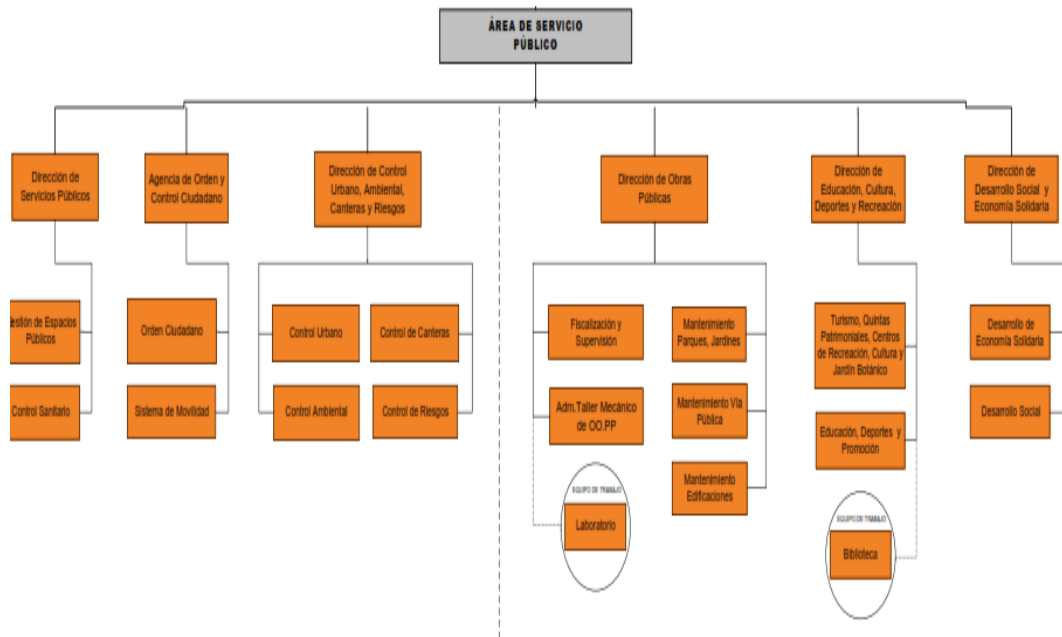 ÁREA DE SERVICIO
PÚBLICO
Dirección de
Servicios Públicos
Agencia de Orden y
Control Ciudadano
Dirección de Control
Urbano, Ambiental,
Canteras y Riesgos
Dirección de Obras
Públicas
Dirección de
Educación, Cultura,
Deportes y Recreación
Dirección de
Desarrollo Social y
Economía Solidaria
estión de Espacios
Públicos
Control Sanitario
Orden Ciudadano
Sistema de Movilidad
Control Urbano
Control de Canteras
Control Ambiental
Control de Riesgos
Fiscalización y
Supervisión
Adm.Taller Mecánico
de OO.PP
EQUIPO DE TRABAJO
Laboratorio
Mantenimiento
Parques, Jardines
Mantenimiento Vía
Pública
Mantenimiento
Edificaciones
Turismo, Quintas
Patrimoniales, Centros
de Recreación, Cultura y
Jardín Botánico
Educación, Deportes y
Promoción
EQUIPO DE TRABAJO
Biblioteca
Desarrollo de
Economía Solidaria
Desarrollo Social